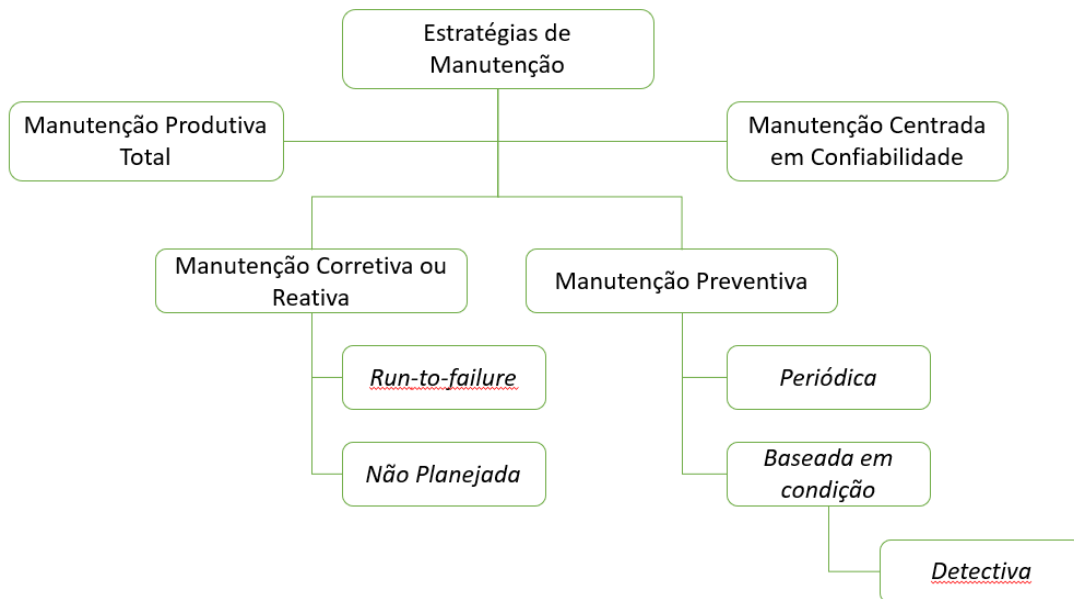 Estratégias de
Manutenção
Manutenção Produtiva
Total
Manutenção Centrada
em Confiabilidade
Manutenção Corretiva ou
Reativa
Manutenção Preventiva
Run-to-failure
Periódica
Não Planejada
Baseada em
condição
Detectiva